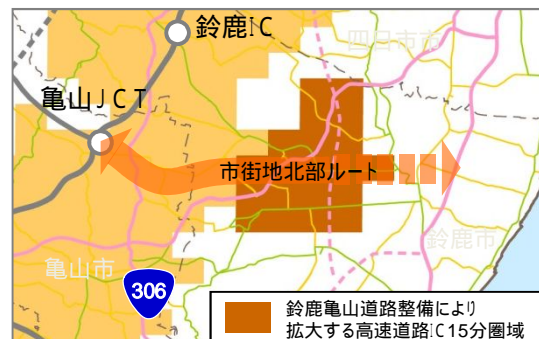 鈴鹿IC
四日市市
亀山JCT
市街地北部ルート
鈴鹿市
亀山市
306
鈴鹿亀山道路整備により
拡大する高速道路IC15分圏域